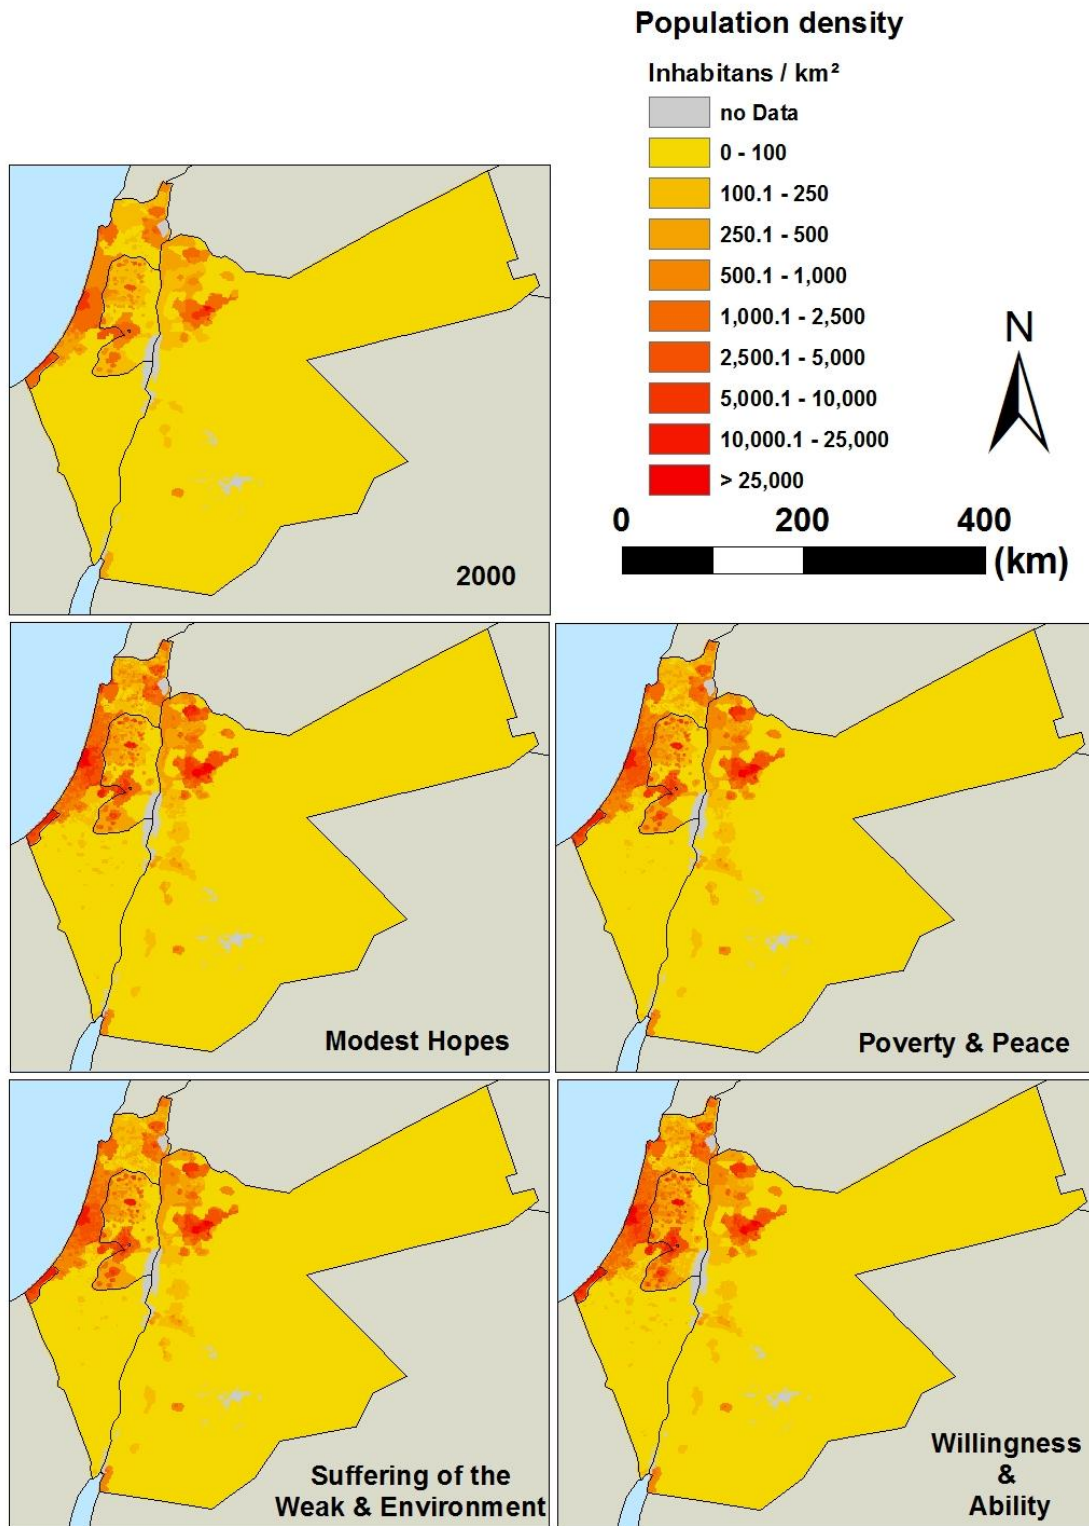 Population density
Inhabitans / km²
no Data
0 - 100
100.1 - 250
250.1 - 500
500.1 - 1,000
1,000.1 - 2,500
2,500.1 - 5,000
5,000.1 - 10,000
10,000.1 - 25,000
> 25,000
N
0 200 400
(km)
2000
Modest Hopes
Poverty & Peace
Suffering of the
Weak & Environment
Willingness
&
Ability